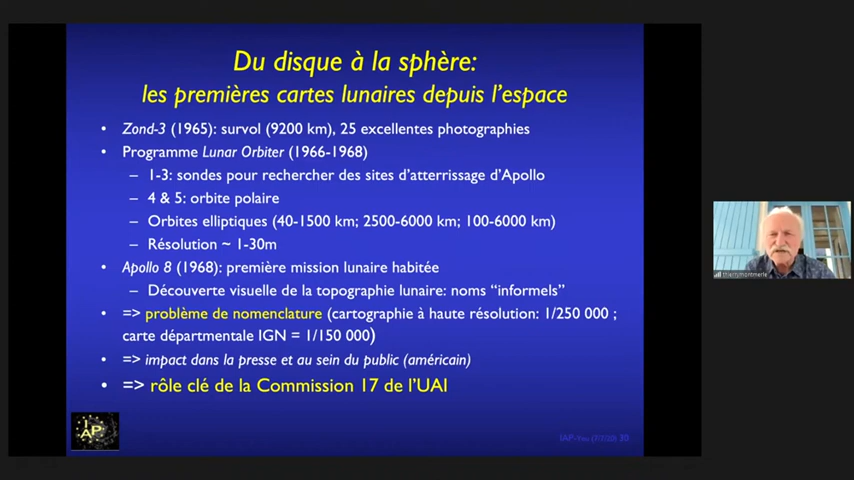 Du disque à la sphère:
les premières cartes lunaires depuis l'espace
• Zond-3 (1965): survol (9200 km), 25 excellentes photographies
• Programme Lunar Orbiter (1966-1968)
– 1-3: sondes pour rechercher des sites d'atterrissage d'Apollo
– 4 & 5: orbite polaire
– Orbites elliptiques (40-1500 km; 2500-6000 km; 100-6000 km)
– Résolution ~ 1-30m
• Apollo 8 (1968): première mission lunaire habitée
– Découverte visuelle de la topographie lunaire: noms “informels”
• => problème de nomenclature (cartographie à haute résolution: 1/250 000 ;
carte départmentale IGN = 1/150 000)
• => impact dans la presse et au sein du public (américain)
• => rôle clé de la Commission 17 de l'UAI
IAP
30
thierrymontmerle